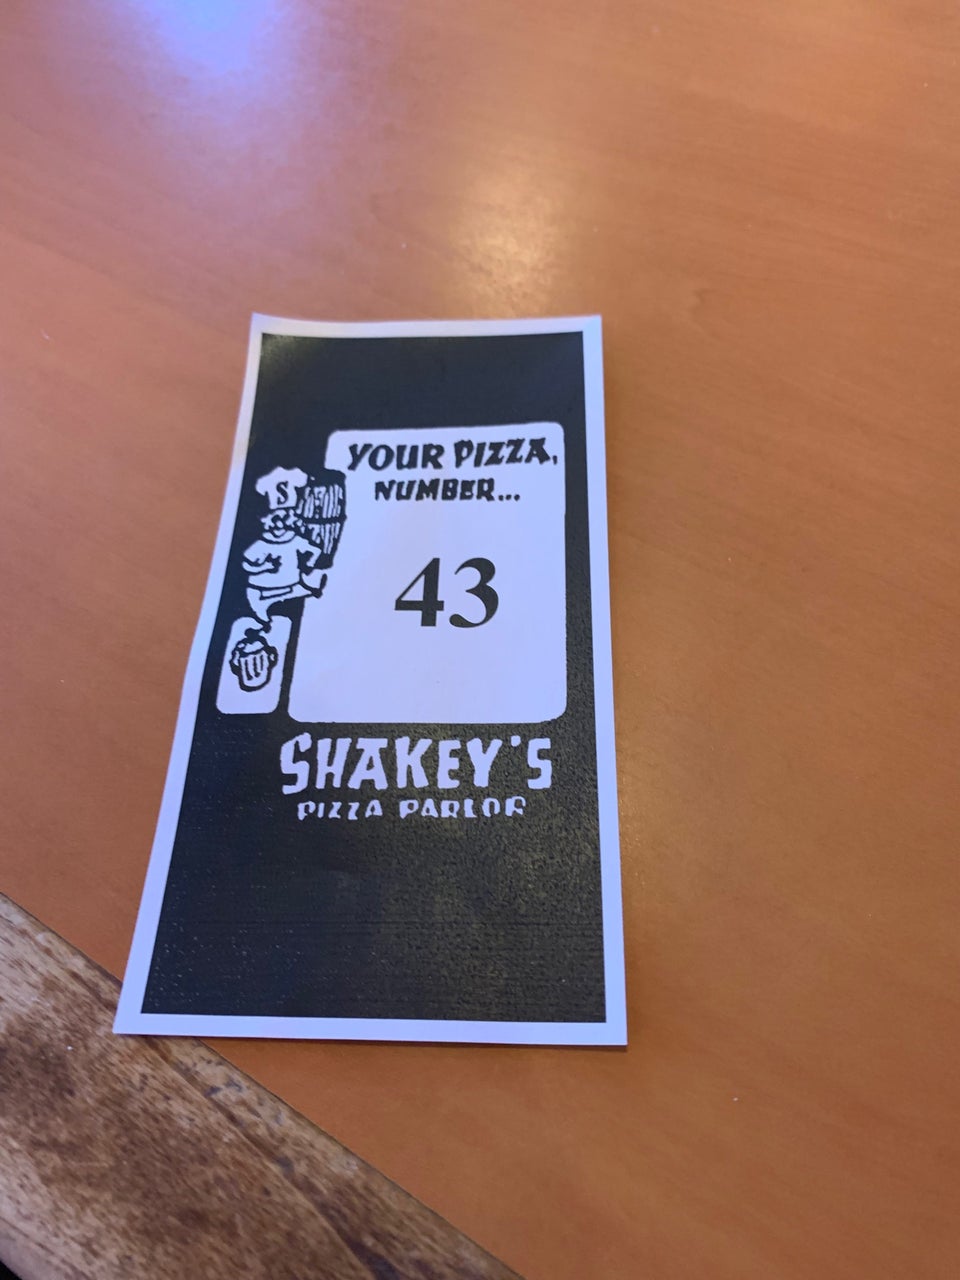 YOUR PIZZA,
NUMBER...
S
43
SHAKEY'S
PIZZA PARLOR